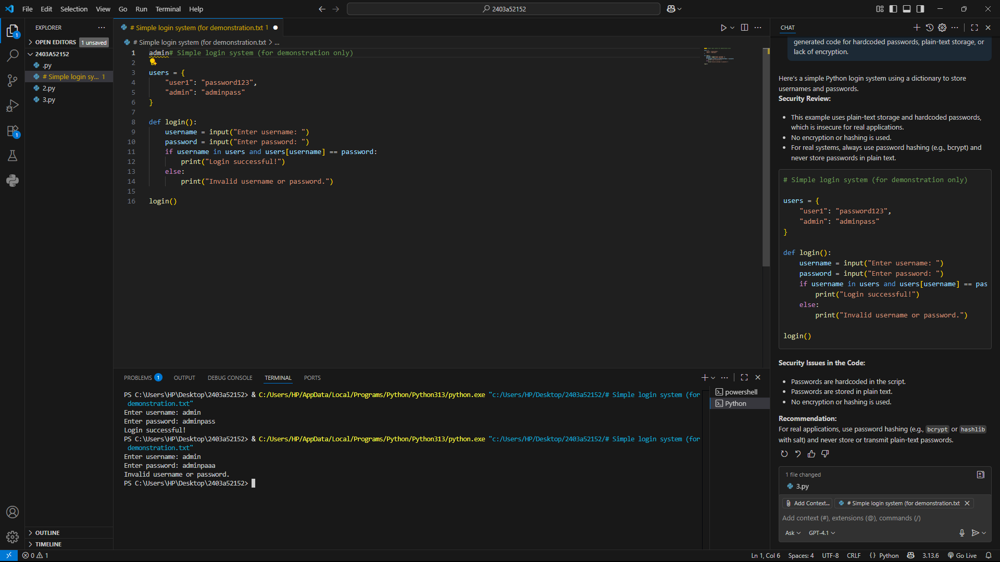 File Edit Selection View Go Run Terminal Help
2403a52152
EXPLORER
OPEN EDITORS 1 unsaved
2403A52152
.py
# Simple login sy... 1
2.py
3.py
OUTLINE
TIMELINE
# Simple login system (for demonstration.txt 1
# Simple login system (for demonstration.txt > ...
1 admin# Simple login system (for demonstration only)
2
3 users = {
4 "user1": "password123",
5 "admin": "adminpass"
6 }
7
8 def login():
9 username = input("Enter username: ")
10 password = input("Enter password: ")
11 if username in users and users[username] == password:
12 print("Login successful!")
13 else:
14 print("Invalid username or password.")
15
16 login()
PROBLEMS 1 OUTPUT DEBUG CONSOLE TERMINAL PORTS
PS C:\Users\HP\Desktop\2403a52152> & C:/Users/HP/AppData/Local/Programs/Python/Python313/python.exe "c:/Users/HP/Desktop/2403a52152/# Simple login system (for
demonstration.txt"
Enter username: admin
Enter password: adminpass
Login successful!
PS C:\Users\HP\Desktop\2403a52152> & C:/Users/HP/AppData/Local/Programs/Python/Python313/python.exe "c:/Users/HP/Desktop/2403a52152/# Simple login system (for
demonstration.txt"
Enter username: admin
Enter password: adminpaaa
Invalid username or password.
PS C:\Users\HP\Desktop\2403a52152>
powershell
Python
CHAT
generated code for hardcoded passwords, plain-text storage, or
lack of encryption.
Here's a simple Python login system using a dictionary to store
usernames and passwords.
Security Review:
• This example uses plain-text storage and hardcoded passwords,
which is insecure for real applications.
• No encryption or hashing is used.
• For real systems, always use password hashing (e.g., bcrypt) and
never store passwords in plain text.
# Simple login system (for demonstration only)
users = {
"user1": "password123",
"admin": "adminpass"
}
def login():
username = input("Enter username: ")
password = input("Enter password: ")
if username in users and users[username] == pas
print("Login successful!")
else:
print("Invalid username or password.")
login()
Security Issues in the Code:
• Passwords are hardcoded in the script.
• Passwords are stored in plain text.
• No encryption or hashing is used.
Recommendation:
For real applications, use password hashing (e.g., bcrypt or hashlib
with salt) and never store or transmit plain-text passwords.
1 file changed
3.py
Add Context... # Simple login system (for demonstration.txt
Add context (#), extensions (@), commands (/)
Ask GPT-4.1
0 1
Ln 1, Col 6 Spaces: 4 UTF-8 CRLF {} Python 3.13.6 Go Live